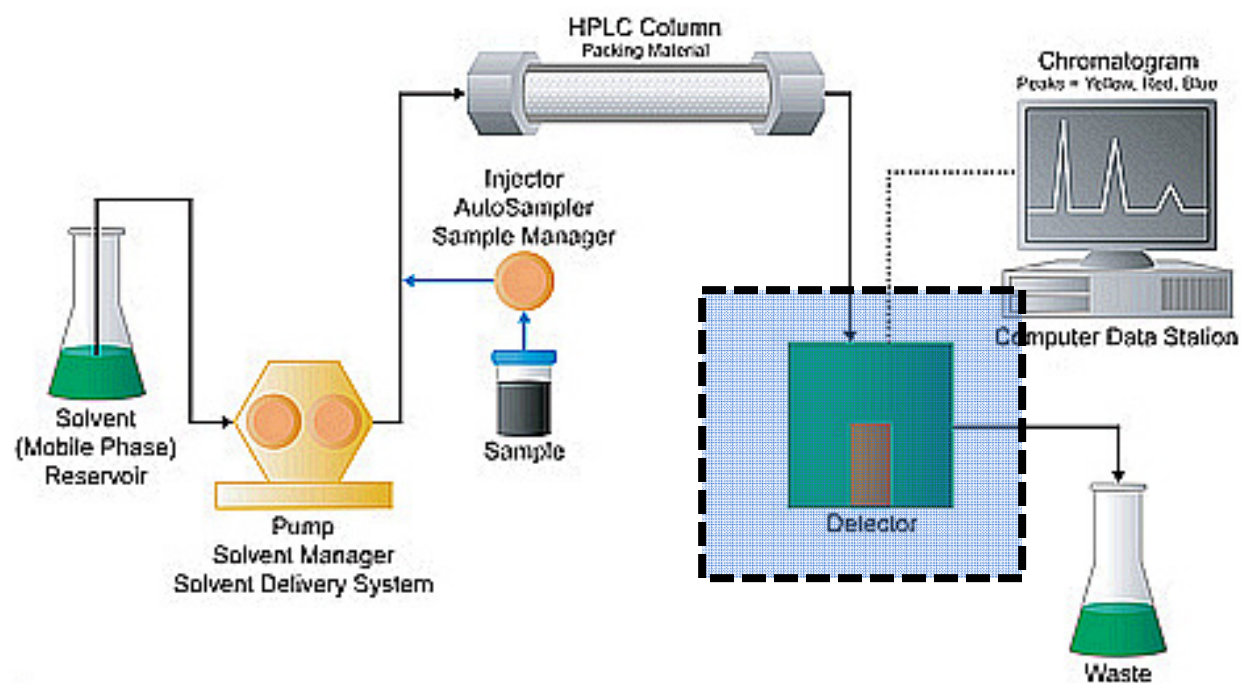 HPLC Column
Packing Material
Chromatogram
Peaks = Yellow, Red, Blue
Injector
AutoSampler
Sample Manager
Computer Data Station
Solvent
(Mobile Phase)
Reservoir
Sample
Detector
Pump
Solvent Manager
Solvent Delivery System
Waste